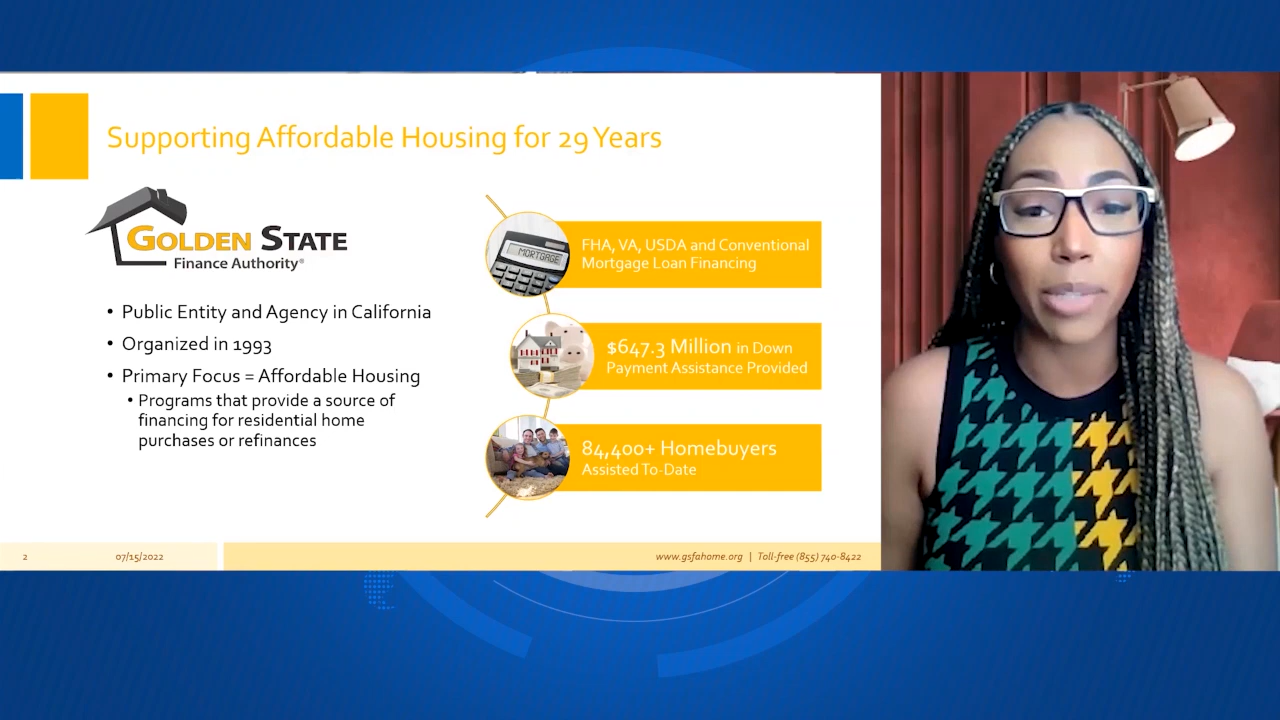 Supporting Affordable Housing for 29 Years
GOLDEN STATE
Finance Authority®
• Public Entity and Agency in California
• Organized in 1993
• Primary Focus = Affordable Housing
• Programs that provide a source of
financing for residential home
purchases or refinances
MORTGAGE
FHA, VA, USDA and Conventional
Mortgage Loan Financing
$647.3 Million in Down
Payment Assistance Provided
84,400+ Homebuyers
Assisted To-Date
2
07/15/2022
www.gsfahome.org | Toll-free (855) 740-8422